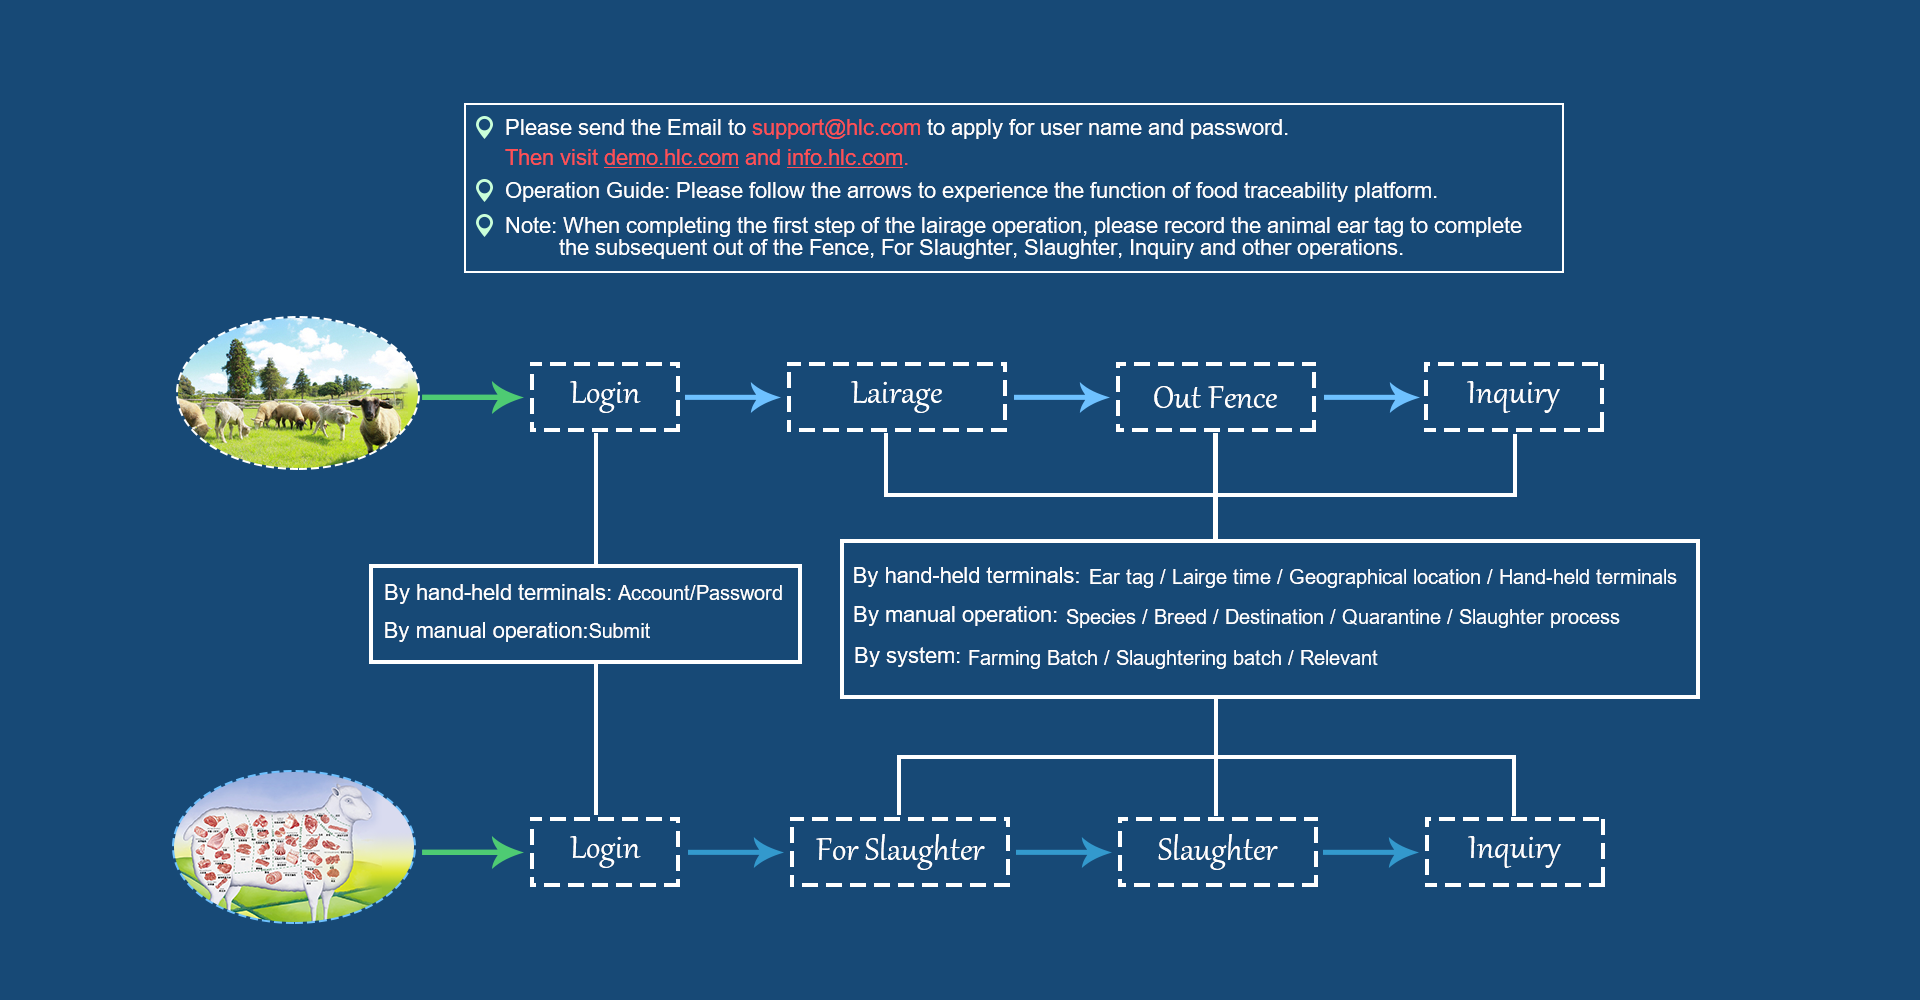 Please send the Email to support@hlc.com to apply for user name and password.
Then visit demo.hlc.com and info.hlc.com.
Operation Guide: Please follow the arrows to experience the function of food traceability platform.
Note: When completing the first step of the lairage operation, please record the animal ear tag to complete
the subsequent out of the Fence, For Slaughter, Slaughter, Inquiry and other operations.
Login
Lairage
Out Fence
Inquiry
By hand-held terminals: Account/Password
By manual operation:Submit
By hand-held terminals: Ear tag / Lairge time / Geographical location / Hand-held terminals
By manual operation: Species / Breed / Destination / Quarantine / Slaughter process
By system: Farming Batch / Slaughtering batch / Relevant
Login
For Slaughter
Slaughter
Inquiry